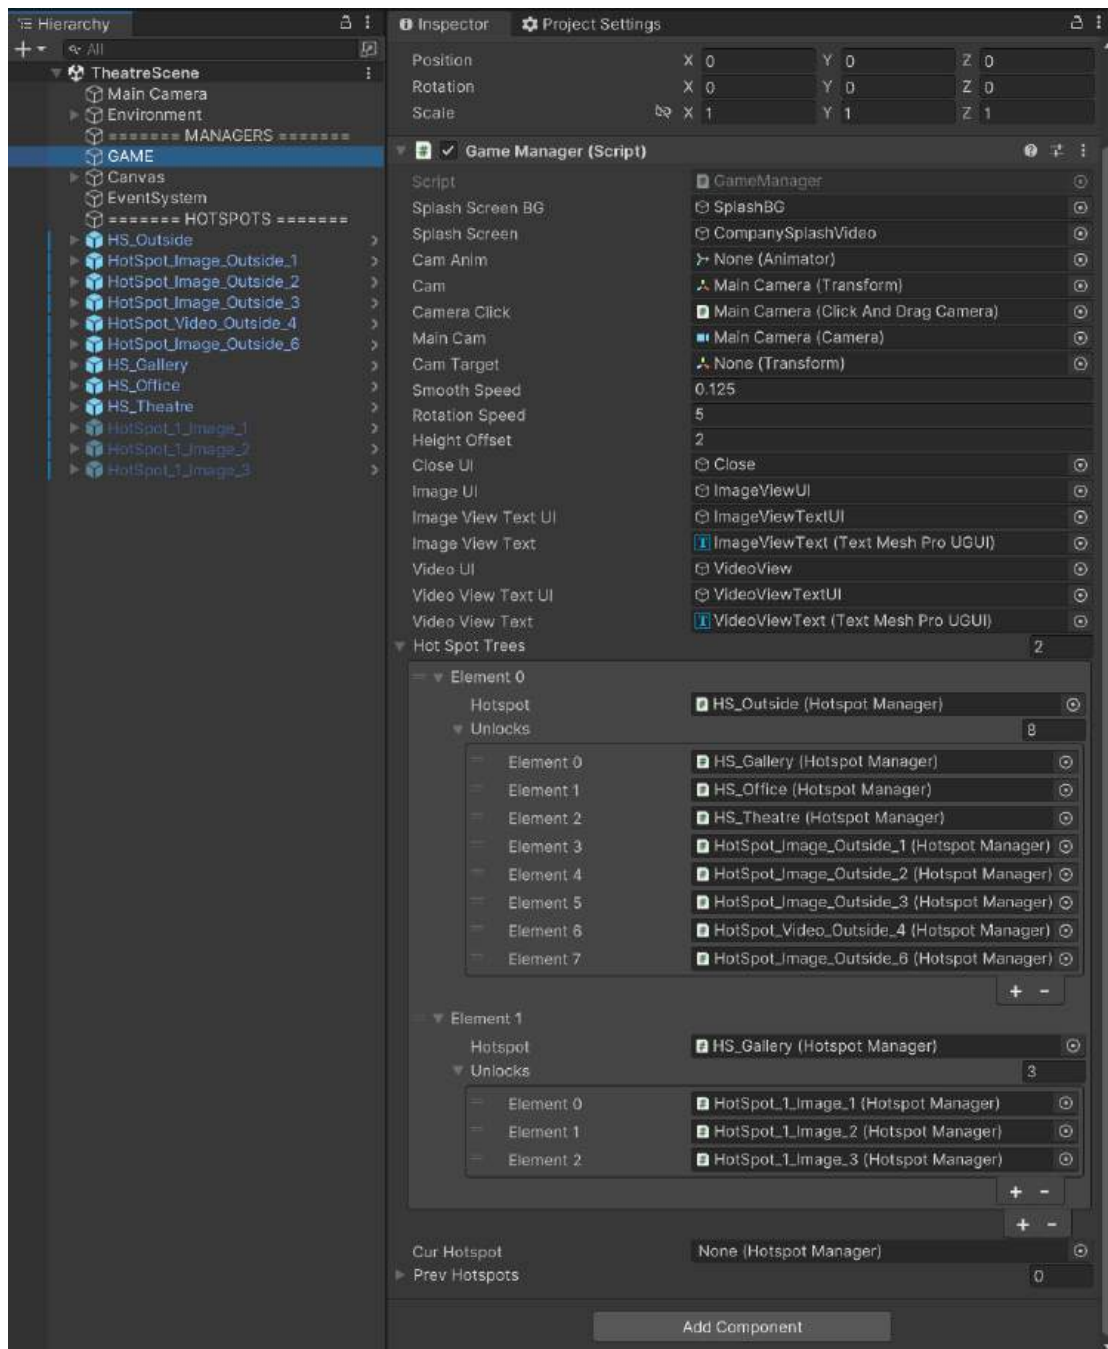 Hierarchy
All
TheatreScene
Main Camera
Environment
======= MANAGERS =======
GAME
Canvas
EventSystem
======= HOTSPOTS =======
HS_Outside
HotSpot_Image_Outside_1
HotSpot_Image_Outside_2
HotSpot_Image_Outside_3
HotSpot_Video_Outside_4
HotSpot_Image_Outside_6
HS_Gallery
HS_Office
HS_Theatre
HotSpot_1_Image_1
HotSpot_1_Image_2
HotSpot_1_Image_3
Inspector Project Settings
Position X 0 Y 0 Z 0
Rotation X 0 Y 0 Z 0
Scale X 1 Y 1 Z 1
# Game Manager (Script)
Script GameManager
Splash Screen BG SplashBG
Splash Screen CompanySplashVideo
Cam Anim None (Animator)
Cam Main Camera (Transform)
Camera Click Main Camera (Click And Drag Camera)
Main Cam Main Camera (Camera)
Cam Target None (Transform)
Smooth Speed 0.125
Rotation Speed 5
Height Offset 2
Close UI Close
Image UI ImageViewUI
Image View Text UI ImageViewTextUI
Image View Text ImageViewText (Text Mesh Pro UGUI)
Video UI VideoView
Video View Text UI VideoViewTextUI
Video View Text VideoViewText (Text Mesh Pro UGUI)
Hot Spot Trees 2
Element 0
Hotspot HS_Outside (Hotspot Manager)
Unlocks 8
Element 0 HS_Gallery (Hotspot Manager)
Element 1 HS_Office (Hotspot Manager)
Element 2 HS_Theatre (Hotspot Manager)
Element 3 HotSpot_Image_Outside_1 (Hotspot Manager)
Element 4 HotSpot_Image_Outside_2 (Hotspot Manager)
Element 5 HotSpot_Image_Outside_3 (Hotspot Manager)
Element 6 HotSpot_Video_Outside_4 (Hotspot Manager)
Element 7 HotSpot_Image_Outside_6 (Hotspot Manager)
+ -
Element 1
Hotspot HS_Gallery (Hotspot Manager)
Unlocks 3
Element 0 HotSpot_1_Image_1 (Hotspot Manager)
Element 1 HotSpot_1_Image_2 (Hotspot Manager)
Element 2 HotSpot_1_Image_3 (Hotspot Manager)
+ -
+ -
Cur Hotspot None (Hotspot Manager)
Prev Hotspots 0
Add Component